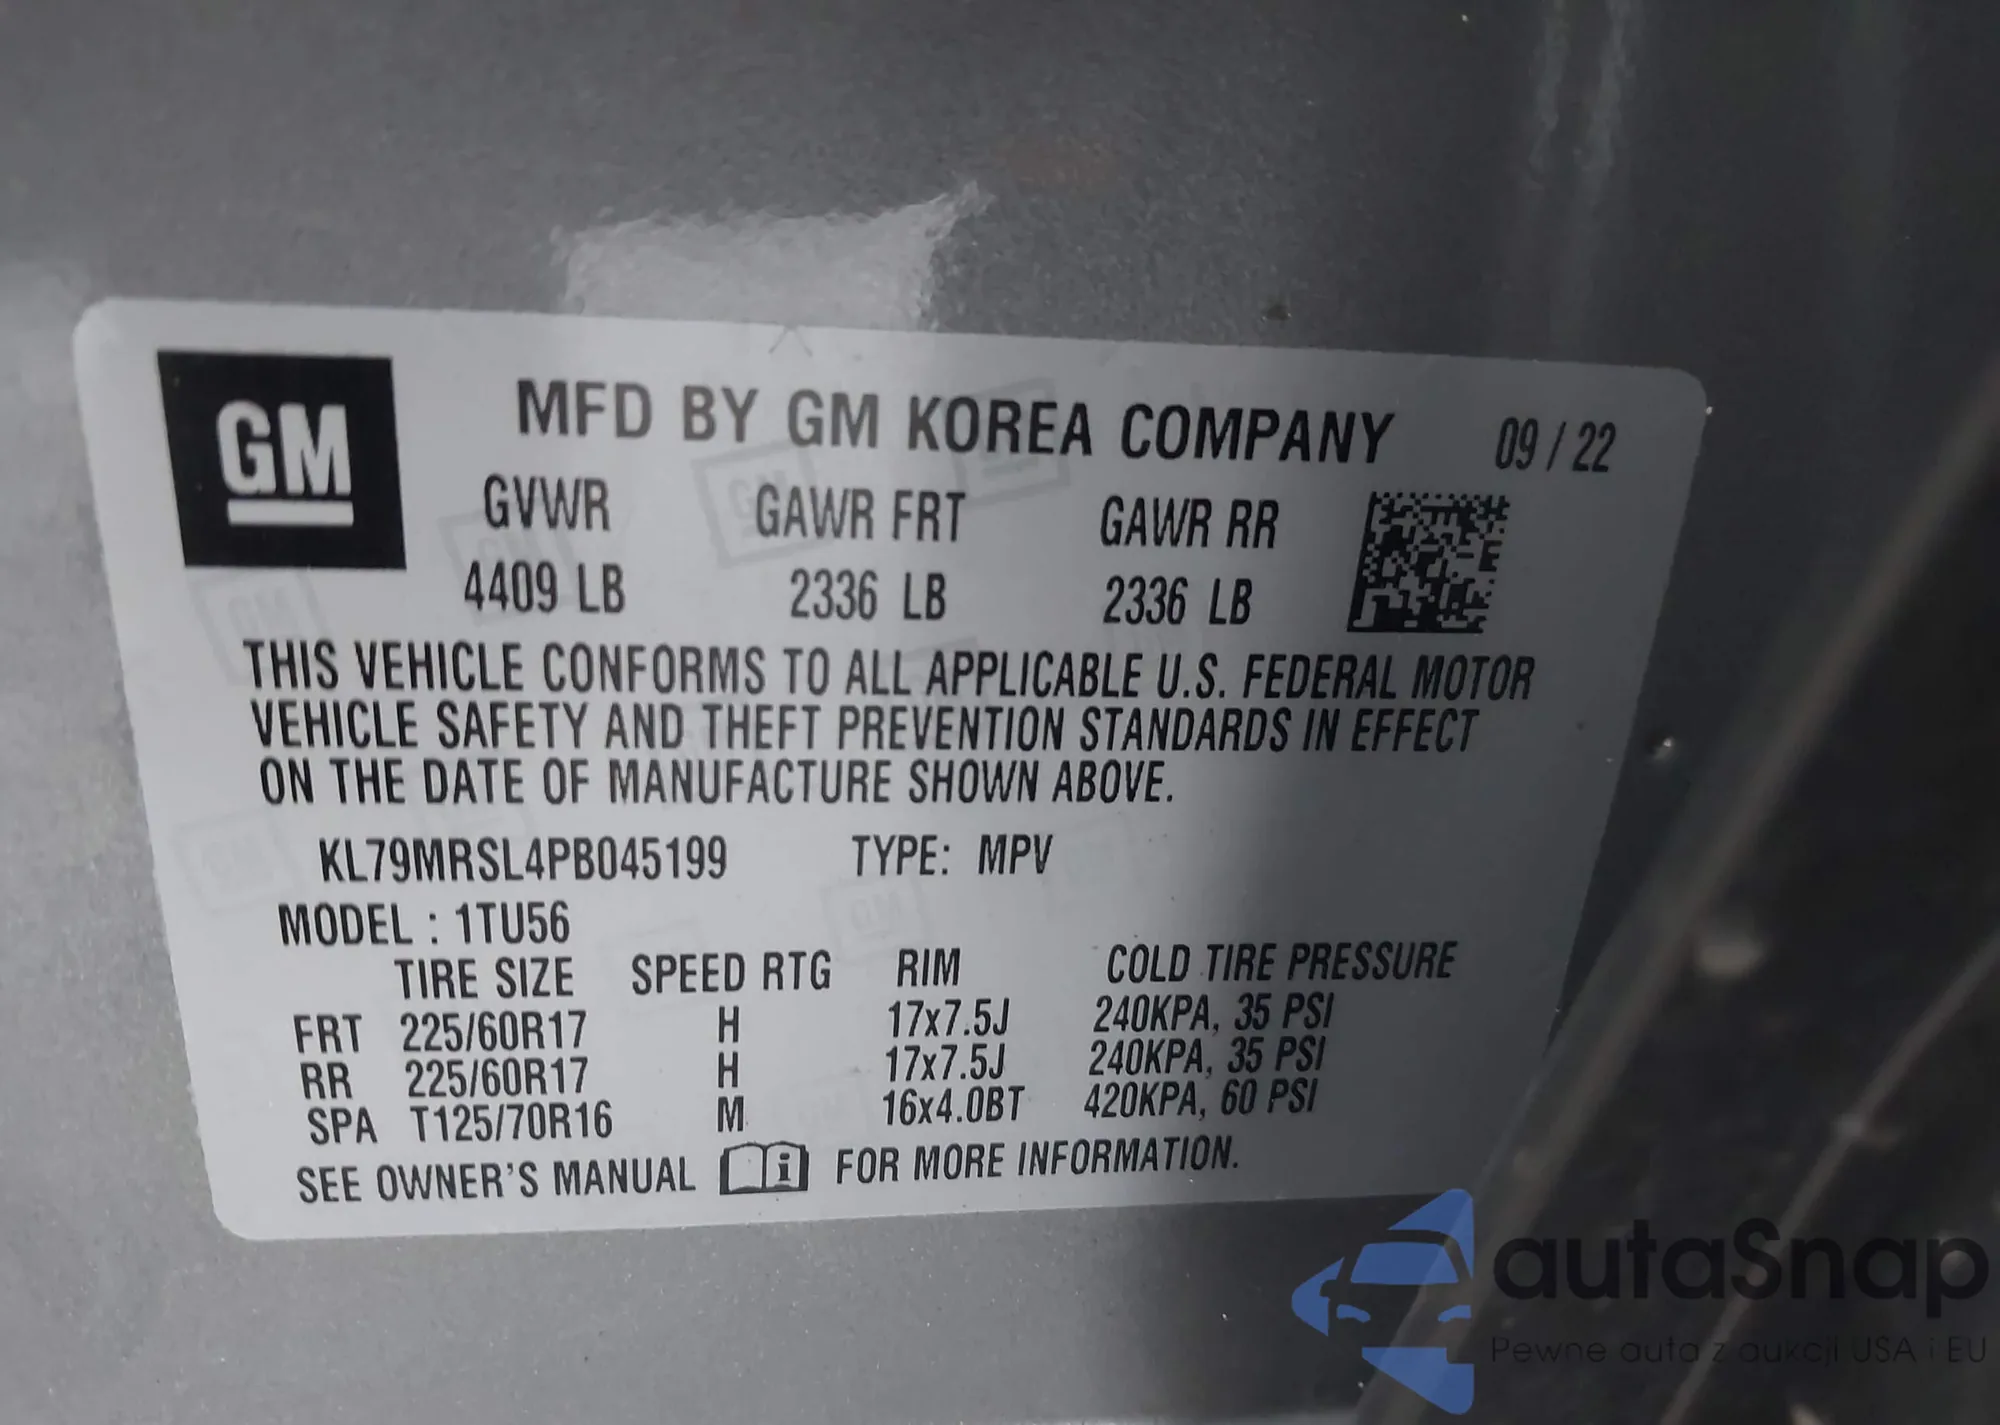 GM
MFD BY GM KOREA COMPANY 09 / 22
GVWR GAWR FRT GAWR RR
4409 LB 2336 LB 2336 LB
THIS VEHICLE CONFORMS TO ALL APPLICABLE U.S. FEDERAL MOTOR
VEHICLE SAFETY AND THEFT PREVENTION STANDARDS IN EFFECT
ON THE DATE OF MANUFACTURE SHOWN ABOVE.
KL79MRSL4PB045199 TYPE: MPV
MODEL : 1TU56
TIRE SIZE SPEED RTG RIM COLD TIRE PRESSURE
FRT 225/60R17 H 17x7.5J 240KPA, 35 PSI
RR 225/60R17 H 17x7.5J 240KPA, 35 PSI
SPA T125/70R16 M 16x4.0BT 420KPA, 60 PSI
SEE OWNER'S MANUAL i FOR MORE INFORMATION.
autaSnap
Pewne auta z aukcji USA i EU